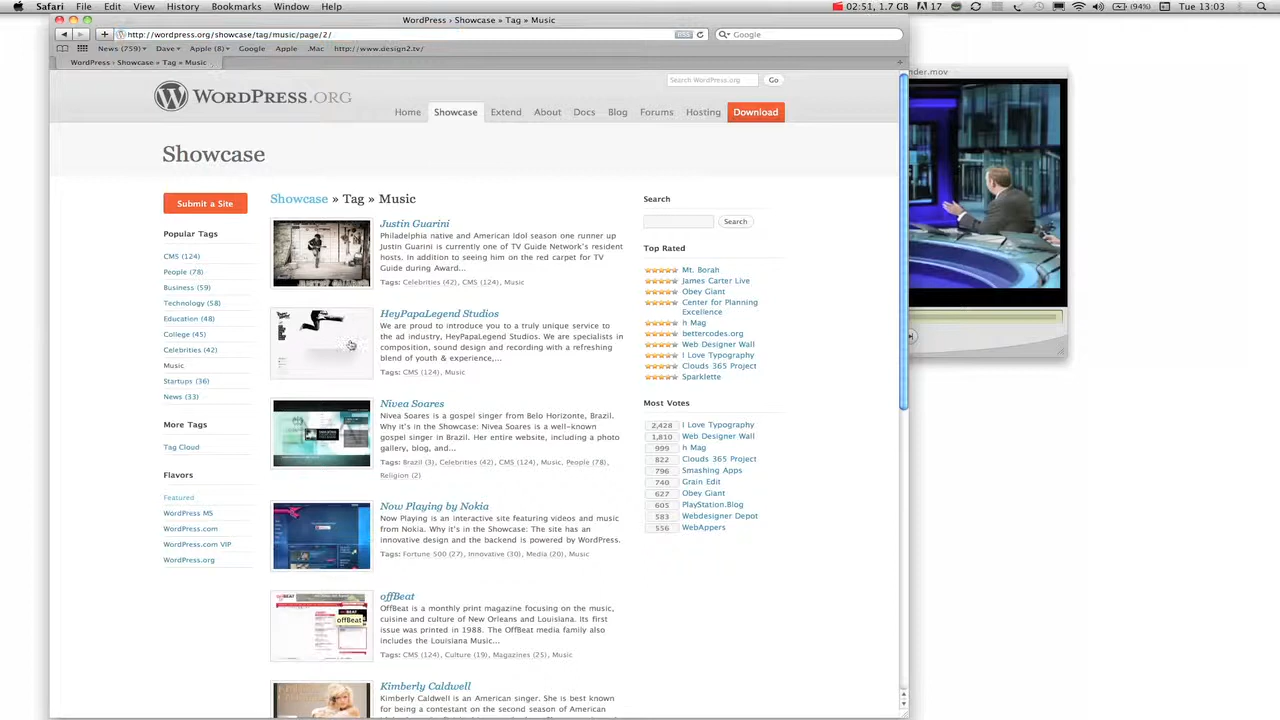 Safari File Edit View History Bookmarks Window Help
02:51, 1.7 GB 17 (94%) Tue 13:03
WordPress › Showcase » Tag » Music
http://wordpress.org/showcase/tag/music/page/2/ RSS Google
News (759) Dave Apple (8) Google Apple .Mac http://www.design2.tv/
WordPress › Showcase » Tag » Music
nder.mov
WORDPRESS.ORG
Search WordPress.org Go
Home Showcase Extend About Docs Blog Forums Hosting Download
Showcase
Submit a Site
Popular Tags
CMS (124)
People (78)
Business (59)
Technology (58)
Education (48)
College (45)
Celebrities (42)
Music
Startups (36)
News (33)
More Tags
Tag Cloud
Flavors
Featured
WordPress MS
WordPress.com
WordPress.com VIP
WordPress.org
Showcase » Tag » Music
Justin Guarini
Philadelphia native and American Idol season one runner up
Justin Guarini is currently one of TV Guide Network's resident
hosts. In addition to seeing him on the red carpet for TV
Guide during Award...
Tags: Celebrities (42), CMS (124), Music
HeyPapaLegend Studios
We are proud to introduce you to a truly unique service to
the ad industry, HeyPapaLegend Studios. We are specialists in
composition, sound design and recording with a refreshing
blend of youth & experience,...
Tags: CMS (124), Music
Nivea Soares
Nivea Soares is a gospel singer from Belo Horizonte, Brazil.
Why it's in the Showcase: Nivea Soares is a well-known
gospel singer in Brazil. Her entire website, including a photo
gallery, blog, and...
Tags: Brazil (3), Celebrities (42), CMS (124), Music, People (78),
Religion (2)
Now Playing by Nokia
Now Playing is an interactive site featuring videos and music
from Nokia. Why it's in the Showcase: The site has an
innovative design and the backend is powered by WordPress.
Tags: Fortune 500 (27), Innovative (30), Media (20), Music
offBeat
offBeat
OffBeat is a monthly print magazine focusing on the music,
cuisine and culture of New Orleans and Louisiana. Its first
issue was printed in 1988. The OffBeat media family also
includes the Louisiana Music...
Tags: CMS (124), Culture (19), Magazines (25), Music
Kimberly Caldwell
Kimberly Caldwell is an American singer. She is best known
for being a contestant on the second season of American
Search
Search
Top Rated
Mt. Borah
James Carter Live
Obey Giant
Center for Planning
Excellence
h Mag
bettercodes.org
Web Designer Wall
I Love Typography
Clouds 365 Project
Sparklette
Most Votes
2,428 I Love Typography
1,810 Web Designer Wall
999 h Mag
822 Clouds 365 Project
796 Smashing Apps
740 Grain Edit
627 Obey Giant
605 PlayStation.Blog
583 Webdesigner Depot
556 WebAppers